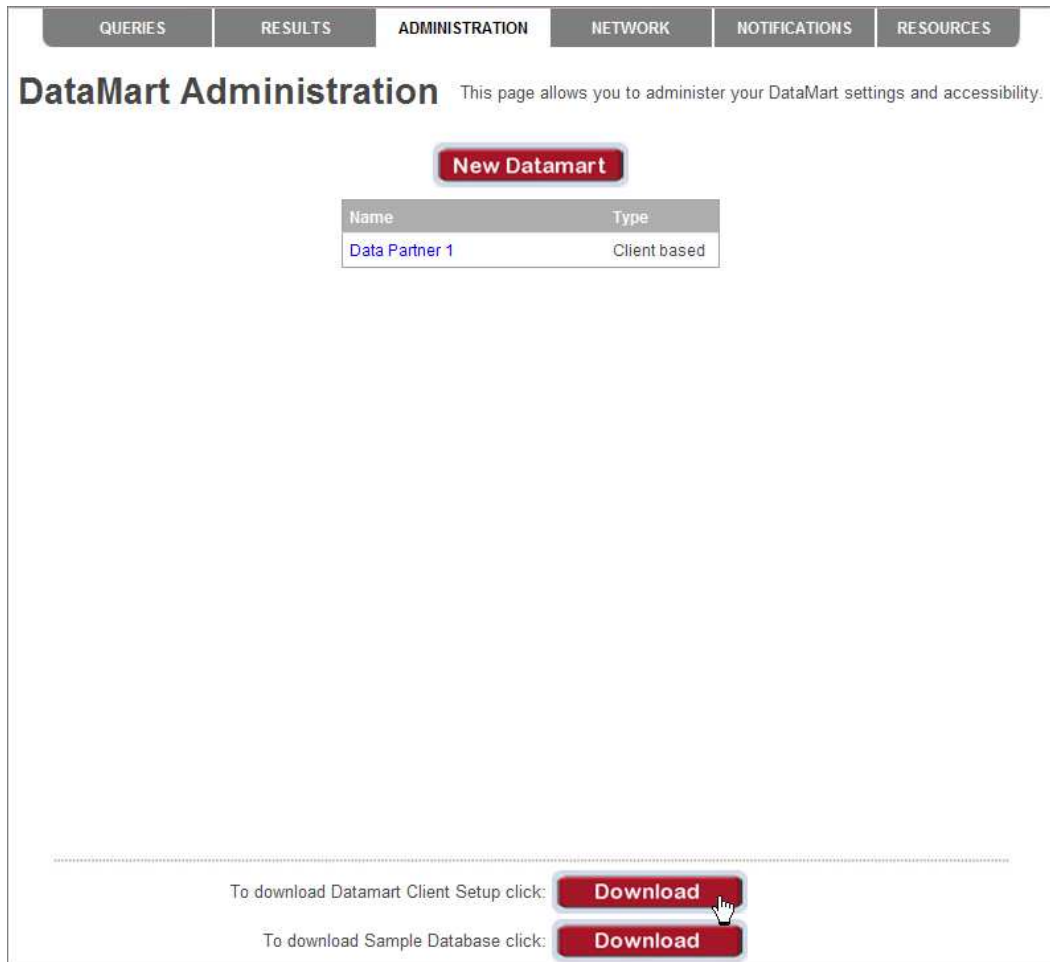 QUERIES RESULTS ADMINISTRATION NETWORK NOTIFICATIONS RESOURCES
DataMart Administration This page allows you to administer your DataMart settings and accessibility.
New Datamart
Name Type
Data Partner 1 Client based
To download Datamart Client Setup click: Download
To download Sample Database click: Download